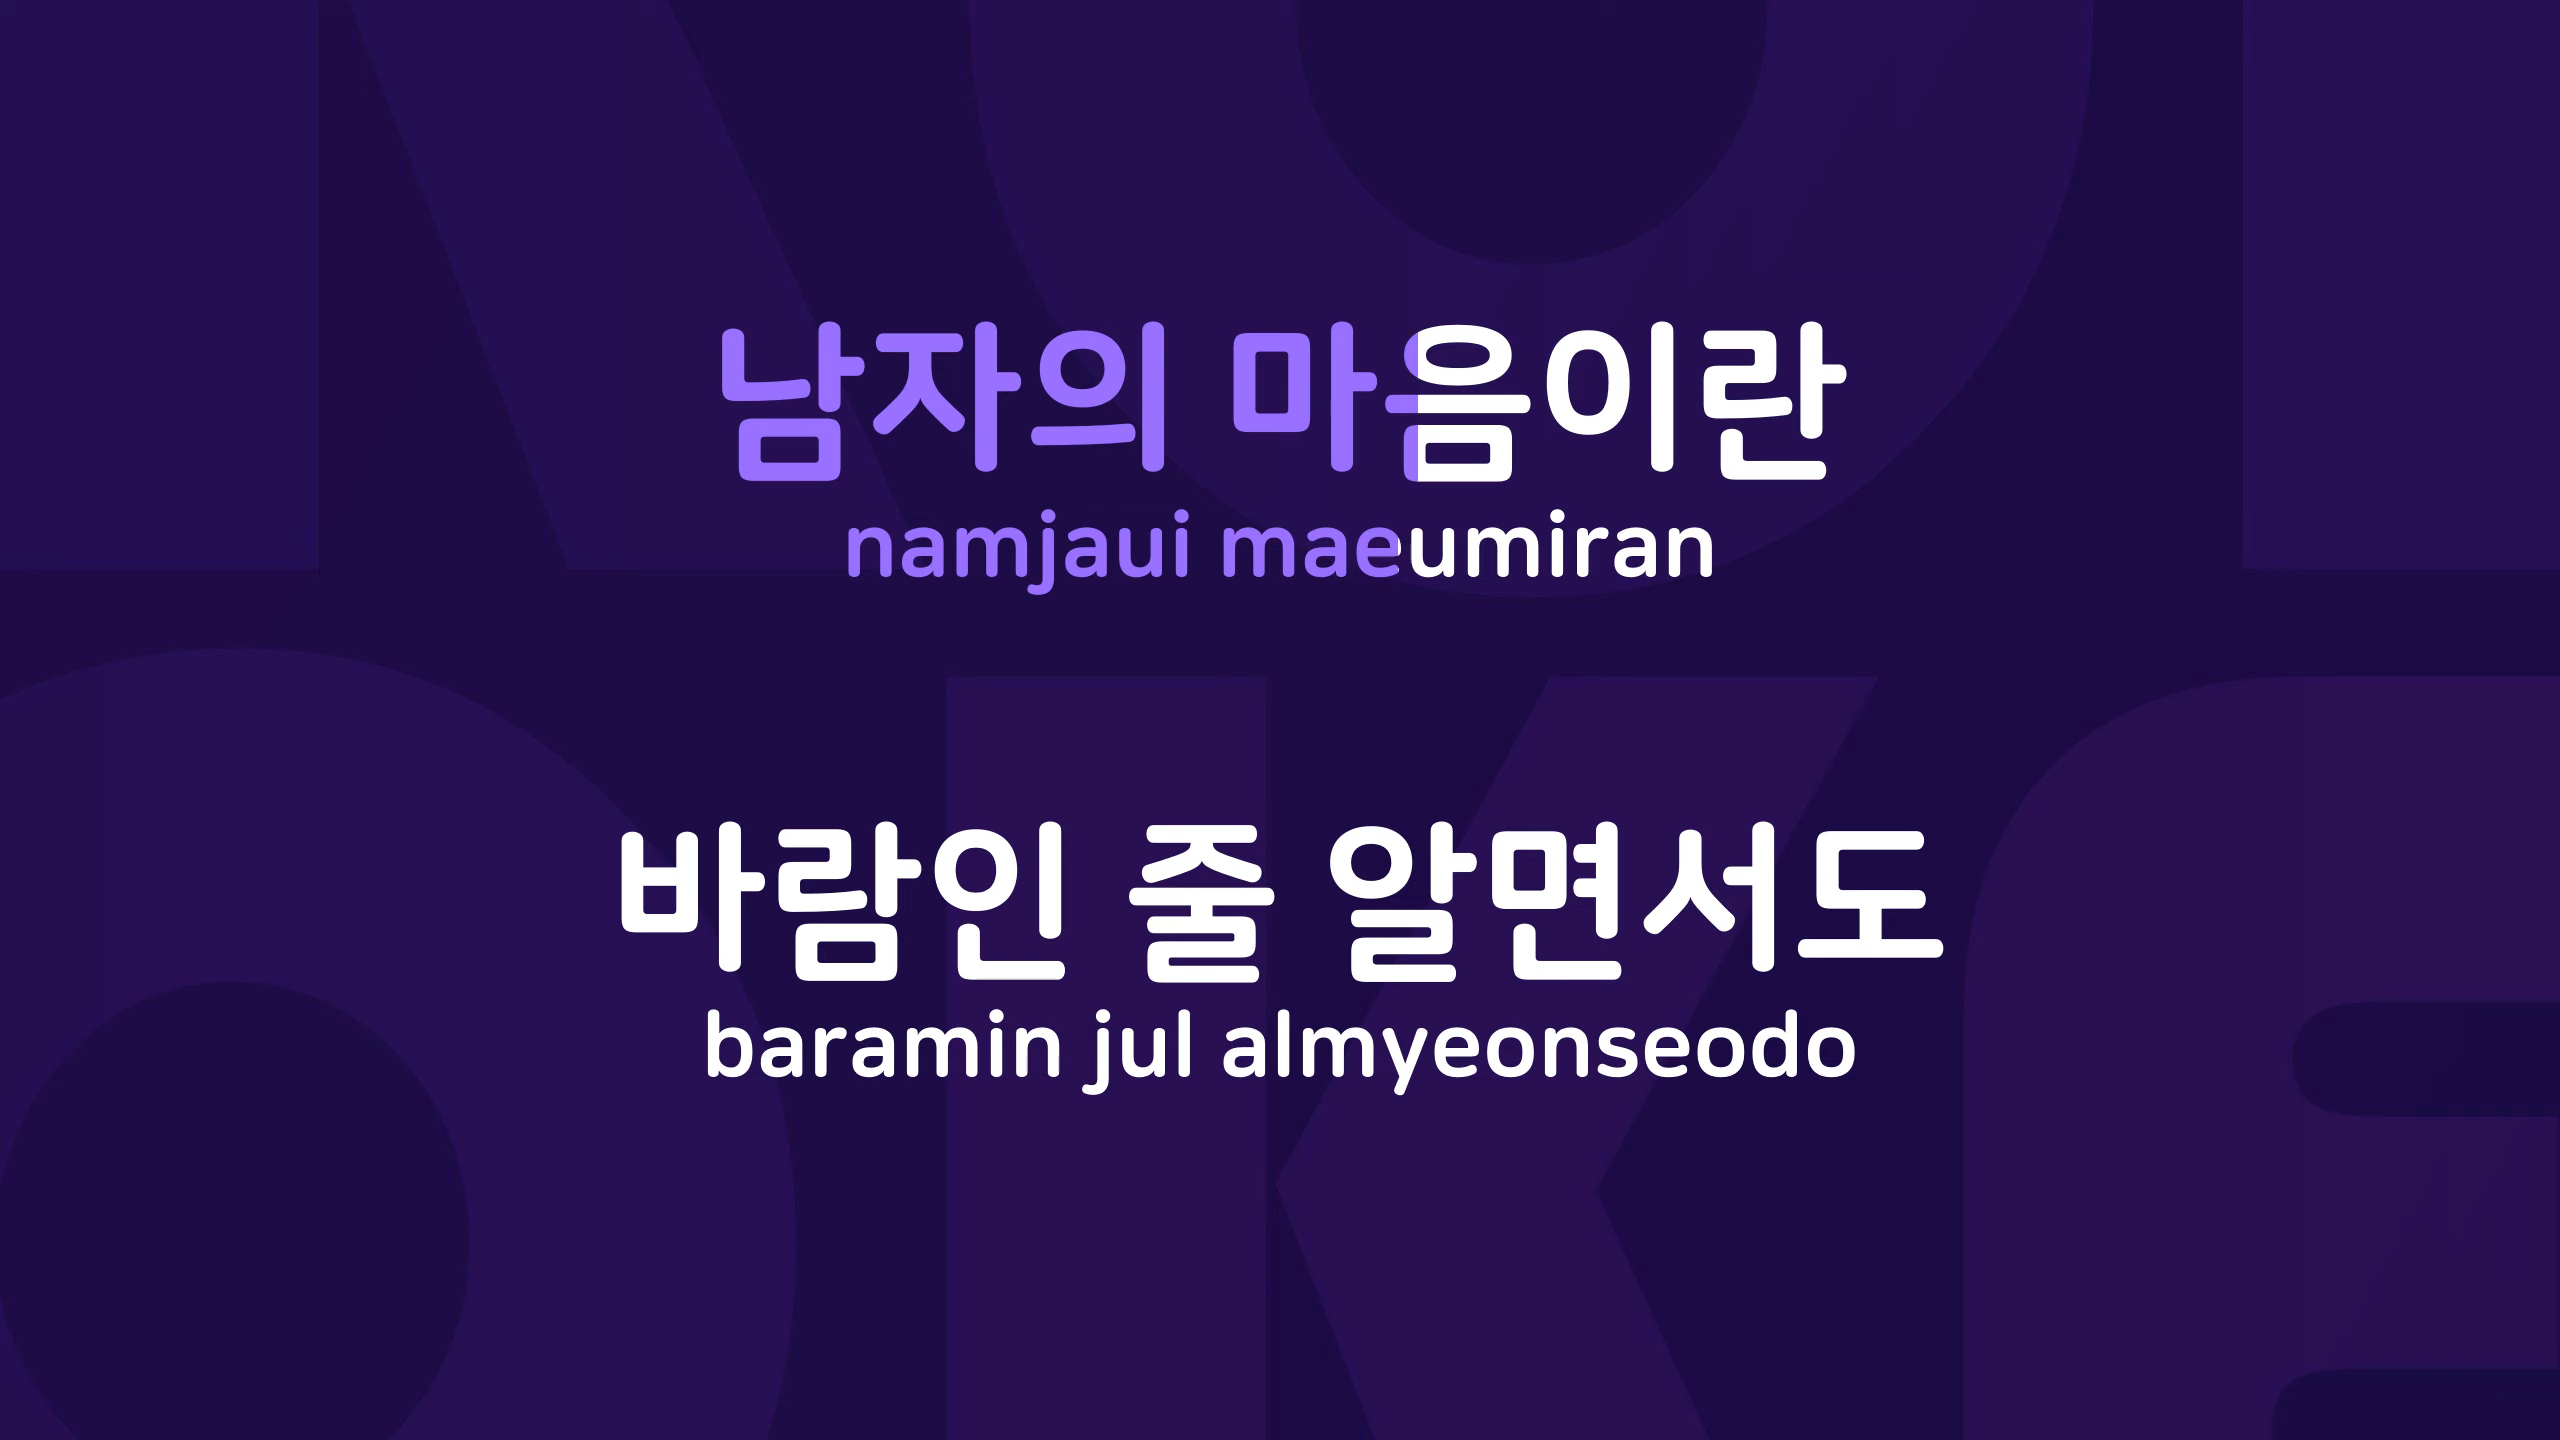 남자의 마음이란
namjaui maeumiran
바람인 줄 알면서도
baramin jul almyeonseodo